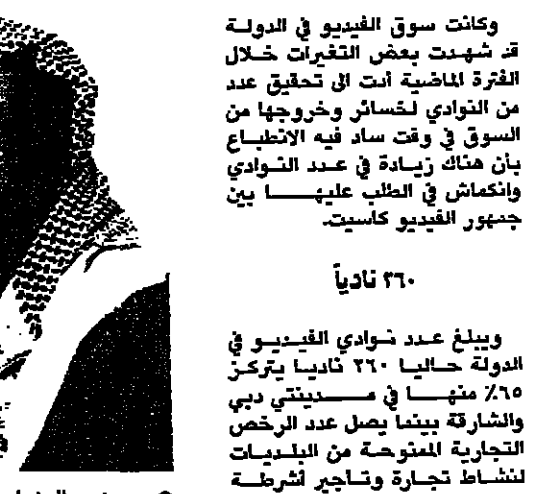 وكانت سوق الفيديو في الدولة
قد شهدت بعض التغيرات خلال
الفترة الماضية أدت الى تحقيق عدد
من النوادي لخسائر وخروجها من
السوق في وقت ساد فيه الانطباع
بأن هناك زيادة في عدد النوادي
وانكماش في الطلب عليها بين
جمهور الفيديو كاسيت.
٣٦٠ نادياً
ويبلغ عدد نوادي الفيديو في
الدولة حاليا ٣٦٠ ناديا يتركز
٦٥٪ منها في مدينتي دبي
والشارقة بينما يصل عدد الرخص
التجارية الممنوحة من البلديات
لنشاط تجارة وتاجير أشرطة